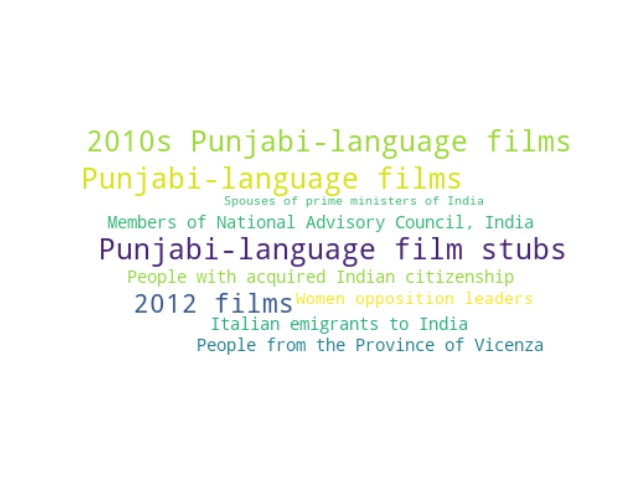 2010s Punjabi-language films
Punjabi-language films
Spouses of prime ministers of India
Members of National Advisory Council, India
Punjabi-language film stubs
People with acquired Indian citizenship
2012 films
Women opposition leaders
Italian emigrants to India
People from the Province of Vicenza